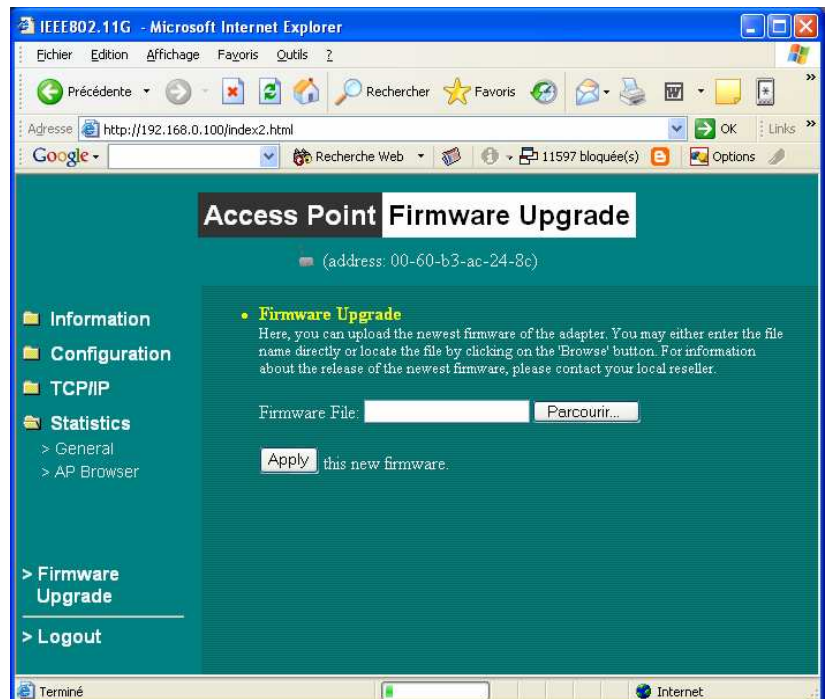 IEEE802.11G - Microsoft Internet Explorer
Fichier Edition Affichage Favoris Outils ?
Précédente Rechercher Favoris
Adresse http://192.168.0.100/index2.html OK Links
Google Recherche Web 11597 bloquée(s) Options
Access Point Firmware Upgrade
(address: 00-60-b3-ac-24-8c)
Information
Configuration
TCP/IP
Statistics
> General
> AP Browser
> Firmware
Upgrade
> Logout
• Firmware Upgrade
Here, you can upload the newest firmware of the adapter. You may either enter the file
name directly or locate the file by clicking on the 'Browse' button. For information
about the release of the newest firmware, please contact your local reseller.
Firmware File: Parcourir...
Apply this new firmware.
Terminé Internet